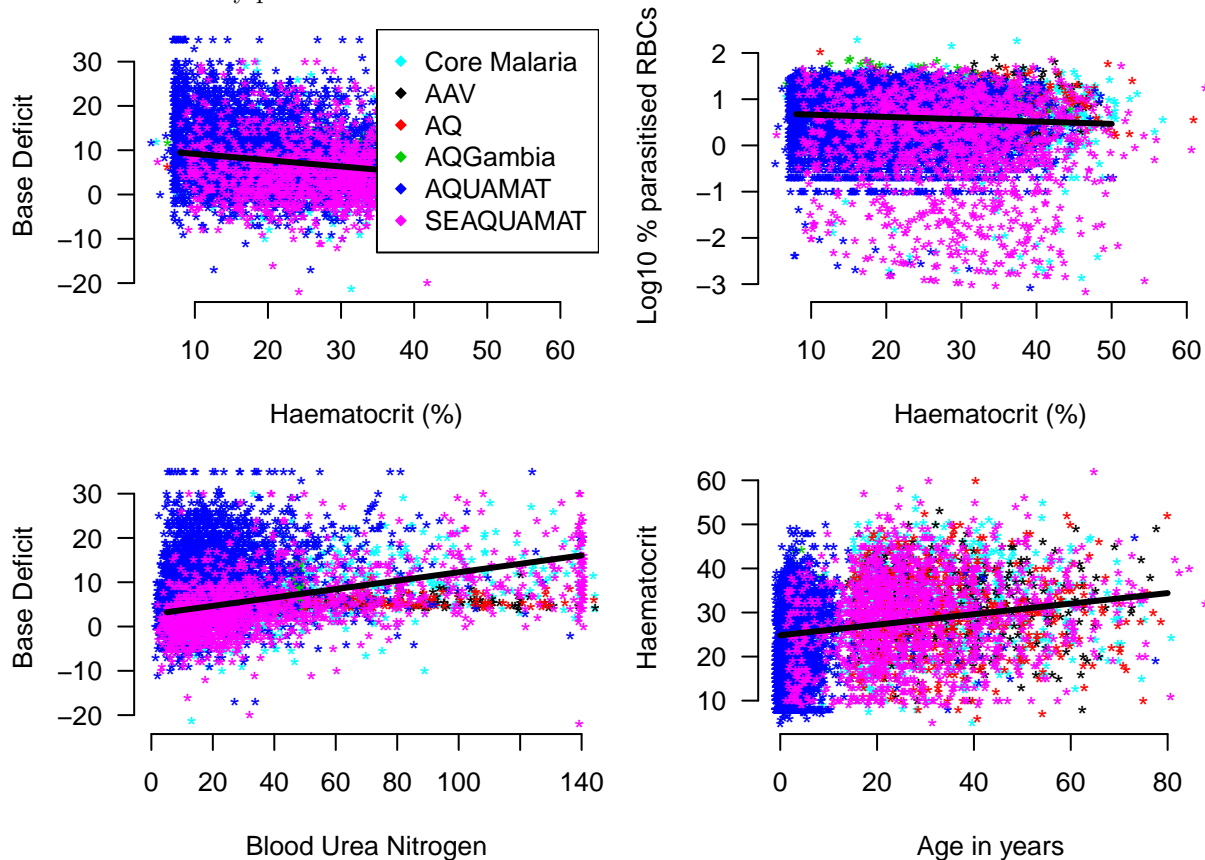 Base Deficit
30
20
10
0
−10
−20
10 20 30 40 50 60
Haematocrit (%)
Core Malaria
AAV
AQ
AQGambia
AQUAMAT
SEAQUAMAT
Log10 % parasitised RBCs
2
1
0
−1
−2
−3
10 20 30 40 50 60
Haematocrit (%)
Base Deficit
30
20
10
0
−10
−20
0 20 40 60 80 100 140
Blood Urea Nitrogen
Haematocrit
60
50
40
30
20
10
0 20 40 60 80
Age in years